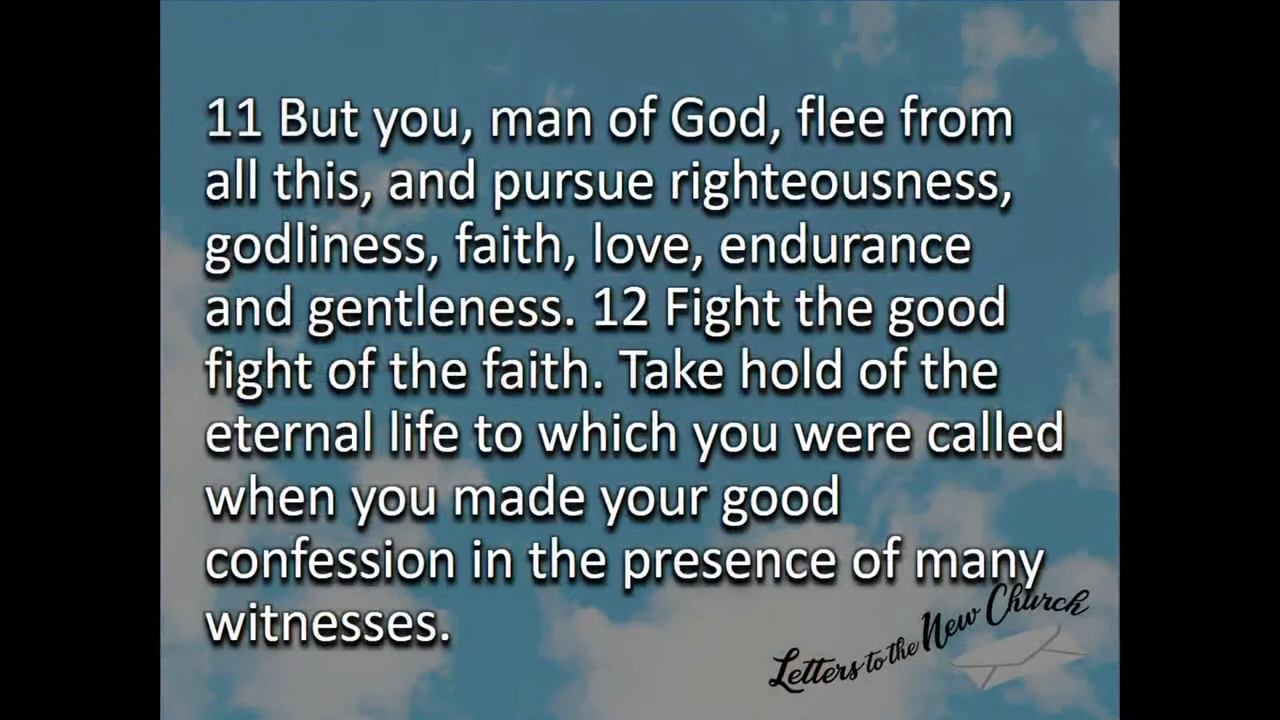 11 But you, man of God, flee from
all this, and pursue righteousness,
godliness, faith, love, endurance
and gentleness. 12 Fight the good
fight of the faith. Take hold of the
eternal life to which you were called
when you made your good
confession in the presence of many
witnesses.
Letters to the New Church